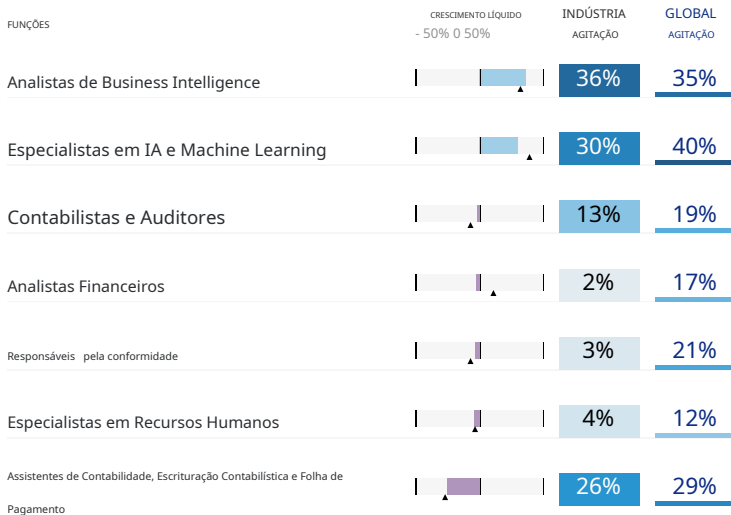 FUNÇÕES CRESCIMENTO LÍQUIDO INDÚSTRIA GLOBAL
- 50% 0 50% AGITAÇÃO AGITAÇÃO
Analistas de Business Intelligence 36% 35%
Especialistas em IA e Machine Learning 30% 40%
Contabilistas e Auditores 13% 19%
Analistas Financeiros 2% 17%
Responsáveis pela conformidade 3% 21%
Especialistas em Recursos Humanos 4% 12%
Assistentes de Contabilidade, Escrituração Contabilística e Folha de 26% 29%
Pagamento